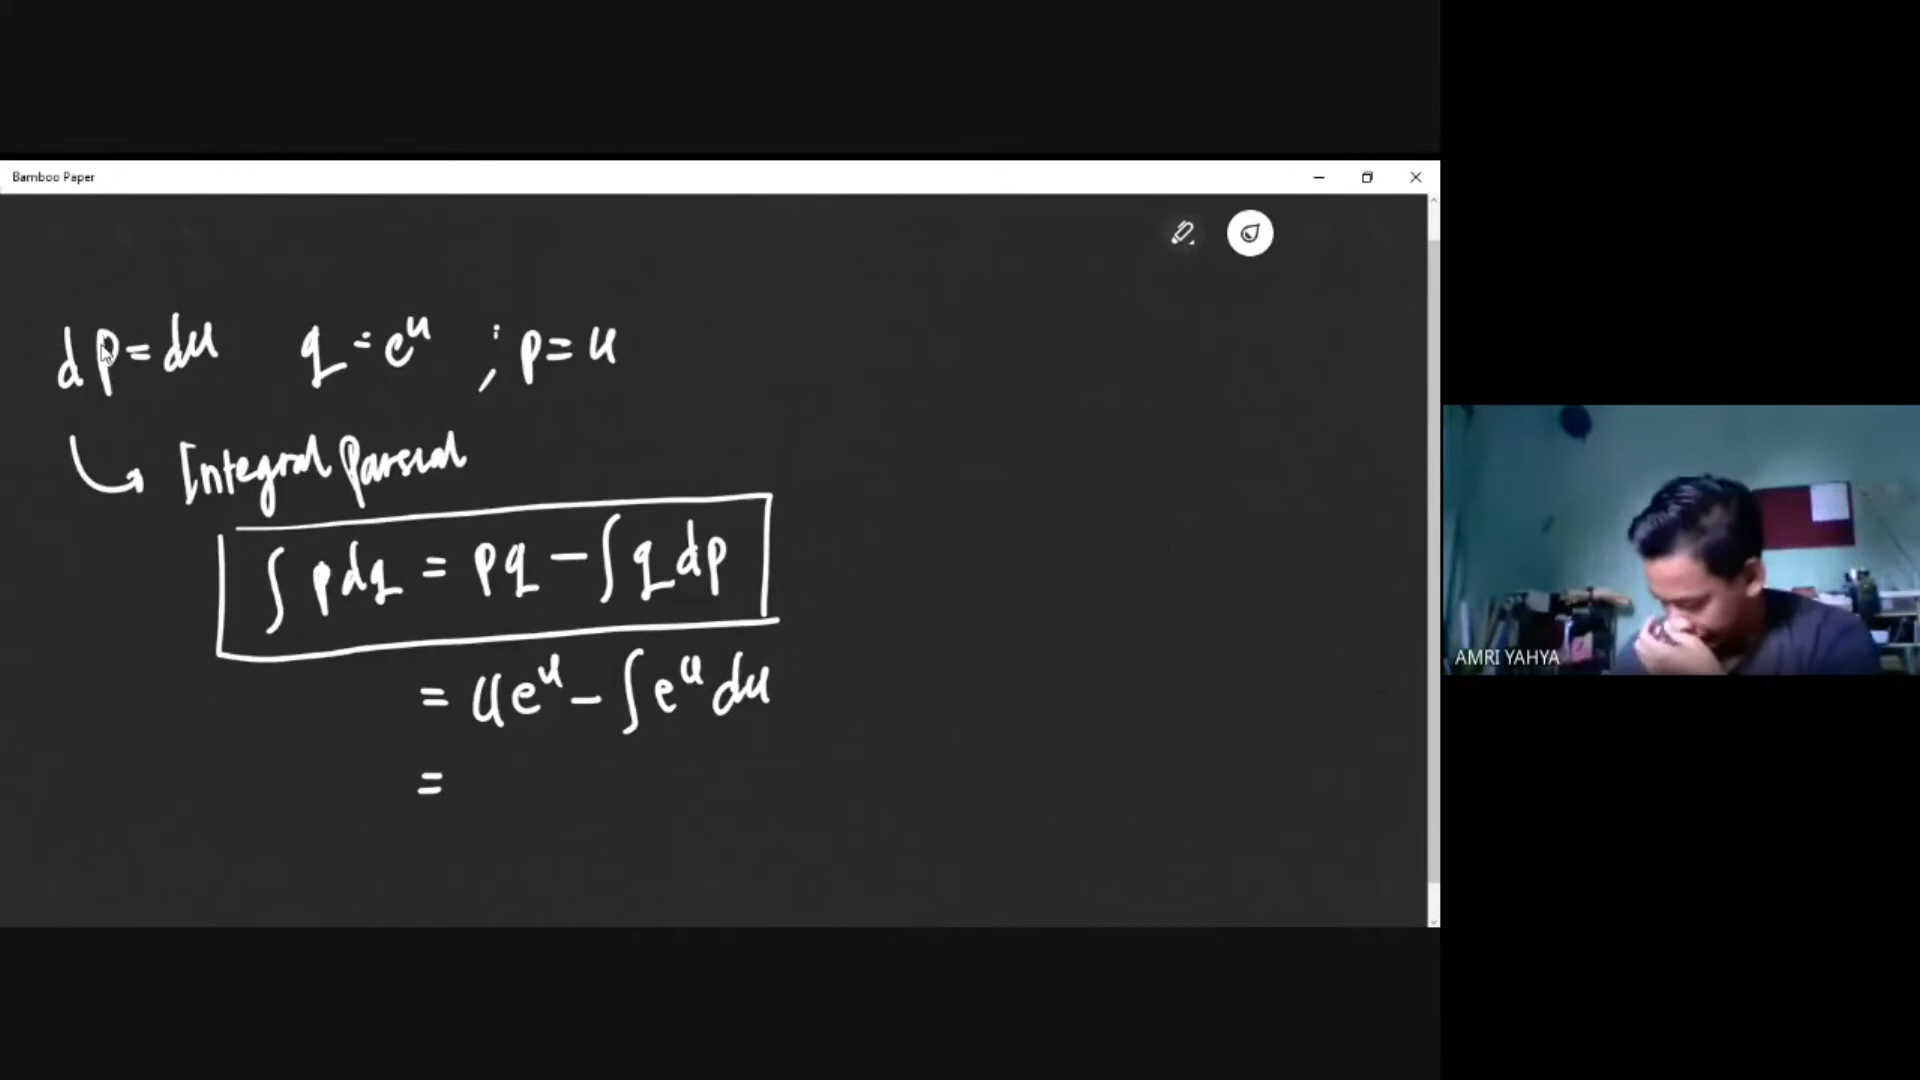 Bamboo Paper
dp = du q = e^u ; p = u
Integral Parsial
∫ p dq = pq − ∫ q dp
= ue^u − ∫ e^u du
=
AMRI YAHYA